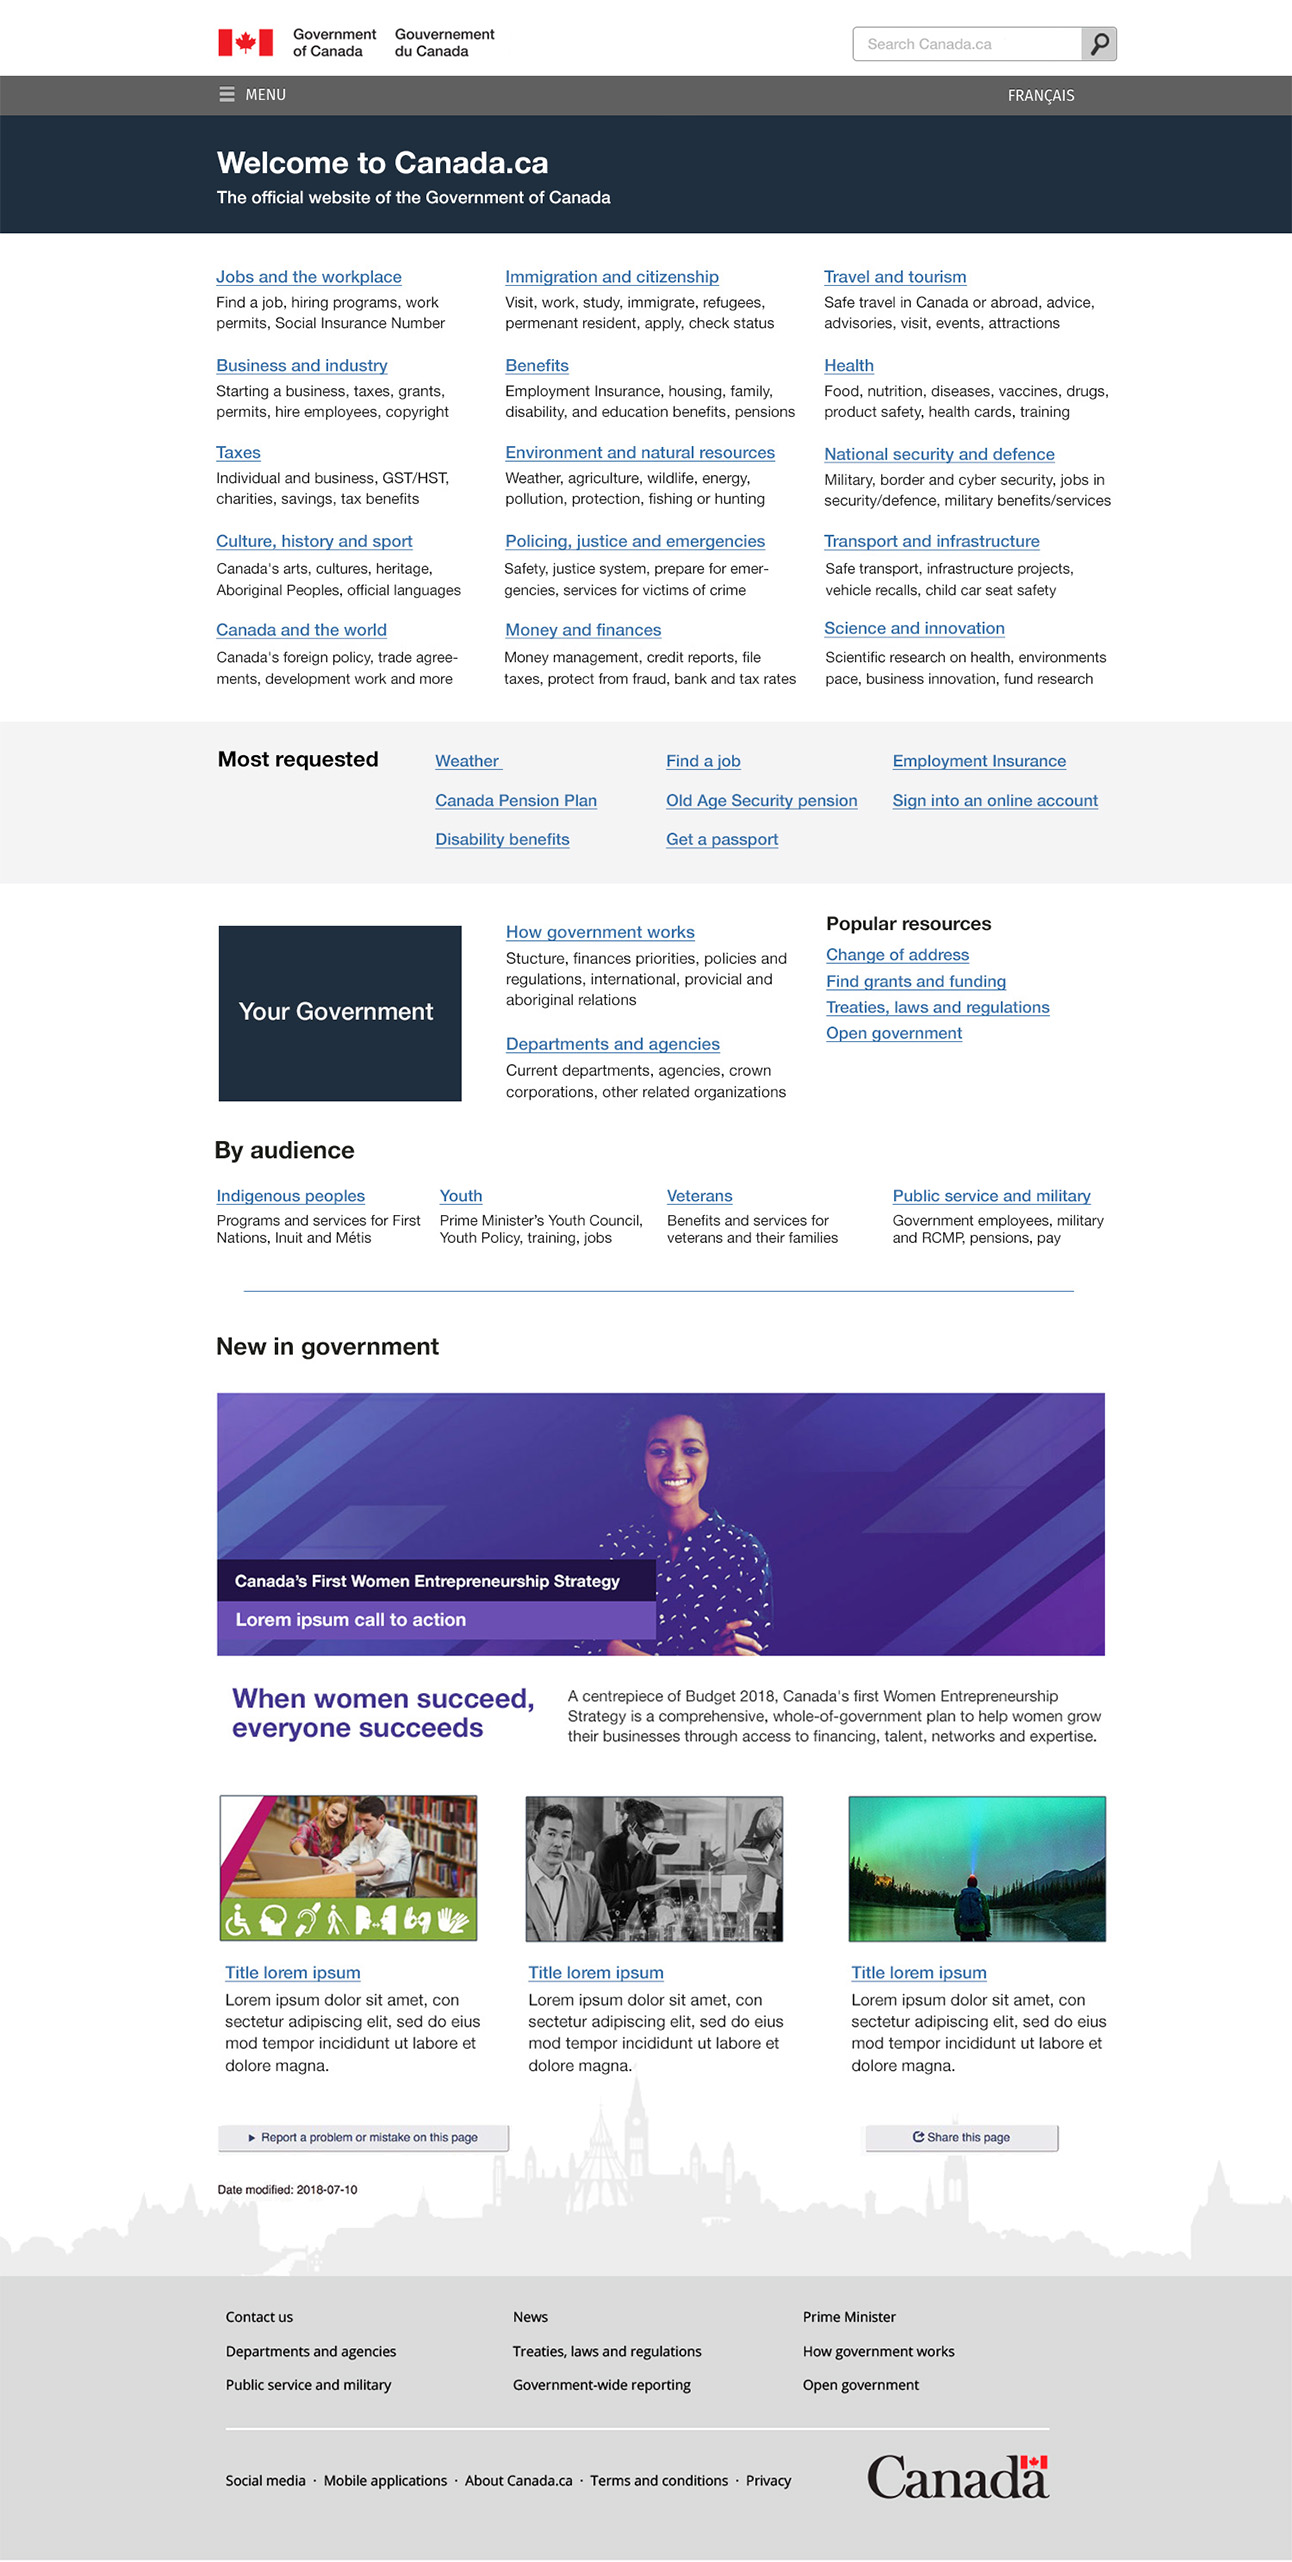 Government of Canada
Gouvernement du Canada
Search Canada.ca
MENU
FRANÇAIS
Welcome to Canada.ca
The official website of the Government of Canada
Jobs and the workplace
Find a job, hiring programs, work
permits, Social Insurance Number
Immigration and citizenship
Visit, work, study, immigrate, refugees,
permenant resident, apply, check status
Travel and tourism
Safe travel in Canada or abroad, advice,
advisories, visit, events, attractions
Business and industry
Starting a business, taxes, grants,
permits, hire employees, copyright
Benefits
Employment Insurance, housing, family,
disability, and education benefits, pensions
Health
Food, nutrition, diseases, vaccines, drugs,
product safety, health cards, training
Taxes
Individual and business, GST/HST,
charities, savings, tax benefits
Environment and natural resources
Weather, agriculture, wildlife, energy,
pollution, protection, fishing or hunting
National security and defence
Military, border and cyber security, jobs in
security/defence, military benefits/services
Culture, history and sport
Canada's arts, cultures, heritage,
Aboriginal Peoples, official languages
Policing, justice and emergencies
Safety, justice system, prepare for emer-
gencies, services for victims of crime
Transport and infrastructure
Safe transport, infrastructure projects,
vehicle recalls, child car seat safety
Canada and the world
Canada's foreign policy, trade agree-
ments, development work and more
Money and finances
Money management, credit reports, file
taxes, protect from fraud, bank and tax rates
Science and innovation
Scientific research on health, environments
pace, business innovation, fund research
Most requested
Weather
Find a job
Employment Insurance
Canada Pension Plan
Old Age Security pension
Sign into an online account
Disability benefits
Get a passport
Your Government
How government works
Stucture, finances priorities, policies and
regulations, international, provicial and
aboriginal relations
Departments and agencies
Current departments, agencies, crown
corporations, other related organizations
Popular resources
Change of address
Find grants and funding
Treaties, laws and regulations
Open government
By audience
Indigenous peoples
Programs and services for First
Nations, Inuit and Métis
Youth
Prime Minister's Youth Council,
Youth Policy, training, jobs
Veterans
Benefits and services for
veterans and their families
Public service and military
Government employees, military
and RCMP, pensions, pay
New in government
Canada's First Women Entrepreneurship Strategy
Lorem ipsum call to action
When women succeed,
everyone succeeds
A centrepiece of Budget 2018, Canada's first Women Entrepreneurship
Strategy is a comprehensive, whole-of-government plan to help women grow
their businesses through access to financing, talent, networks and expertise.
Title lorem ipsum
Lorem ipsum dolor sit amet, con
sectetur adipiscing elit, sed do eius
mod tempor incididunt ut labore et
dolore magna.
Title lorem ipsum
Lorem ipsum dolor sit amet, con
sectetur adipiscing elit, sed do eius
mod tempor incididunt ut labore et
dolore magna.
Title lorem ipsum
Lorem ipsum dolor sit amet, con
sectetur adipiscing elit, sed do eius
mod tempor incididunt ut labore et
dolore magna.
Report a problem or mistake on this page
Share this page
Date modified: 2018-07-10
Contact us
News
Prime Minister
Departments and agencies
Treaties, laws and regulations
How government works
Public service and military
Government-wide reporting
Open government
Social media · Mobile applications · About Canada.ca · Terms and conditions · Privacy
Canada